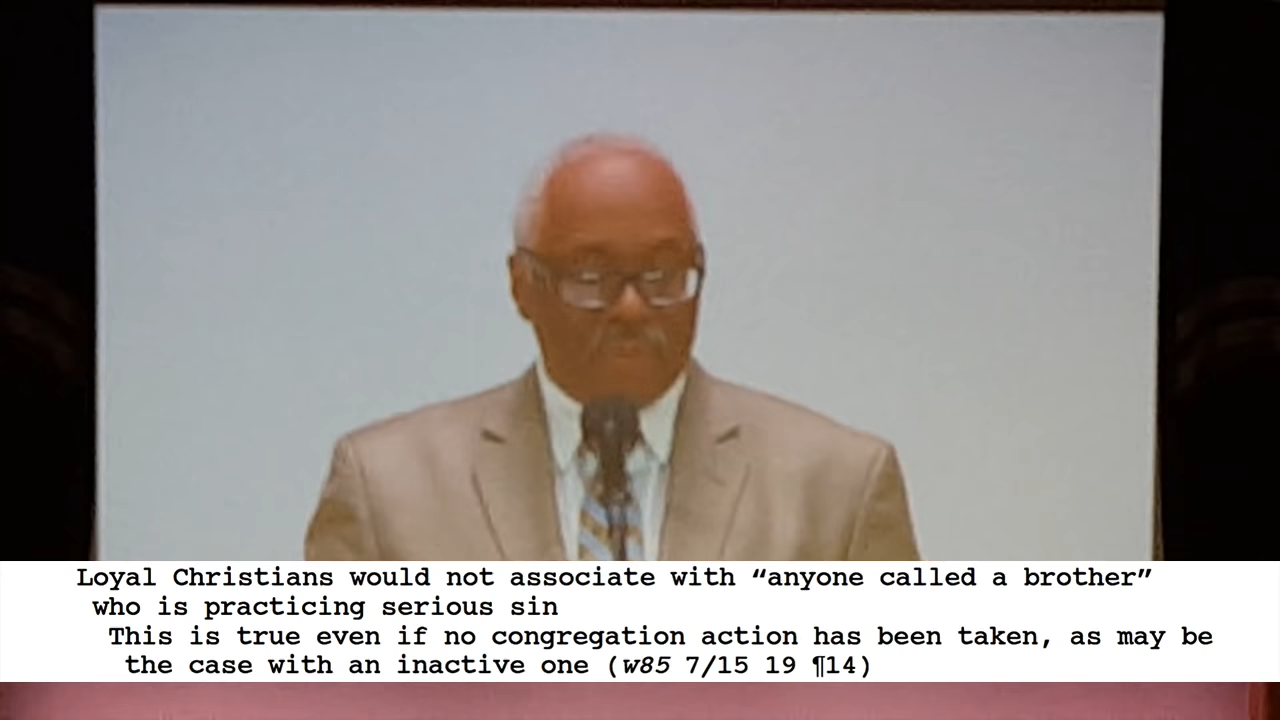 Loyal Christians would not associate with “anyone called a brother”
who is practicing serious sin
This is true even if no congregation action has been taken, as may be
the case with an inactive one (w85 7/15 19 ¶14)